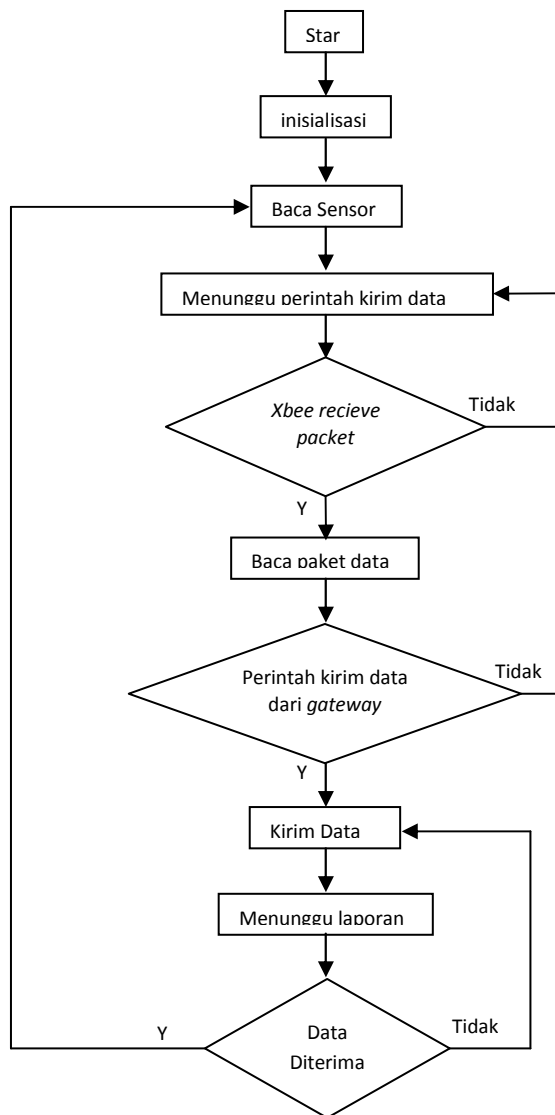 Star
inisialisasi
Baca Sensor
Menunggu perintah kirim data
Xbee recieve
packet
Tidak
Y
Baca paket data
Perintah kirim data
dari gateway
Tidak
Y
Kirim Data
Menunggu laporan
Data
Diterima
Y
Tidak